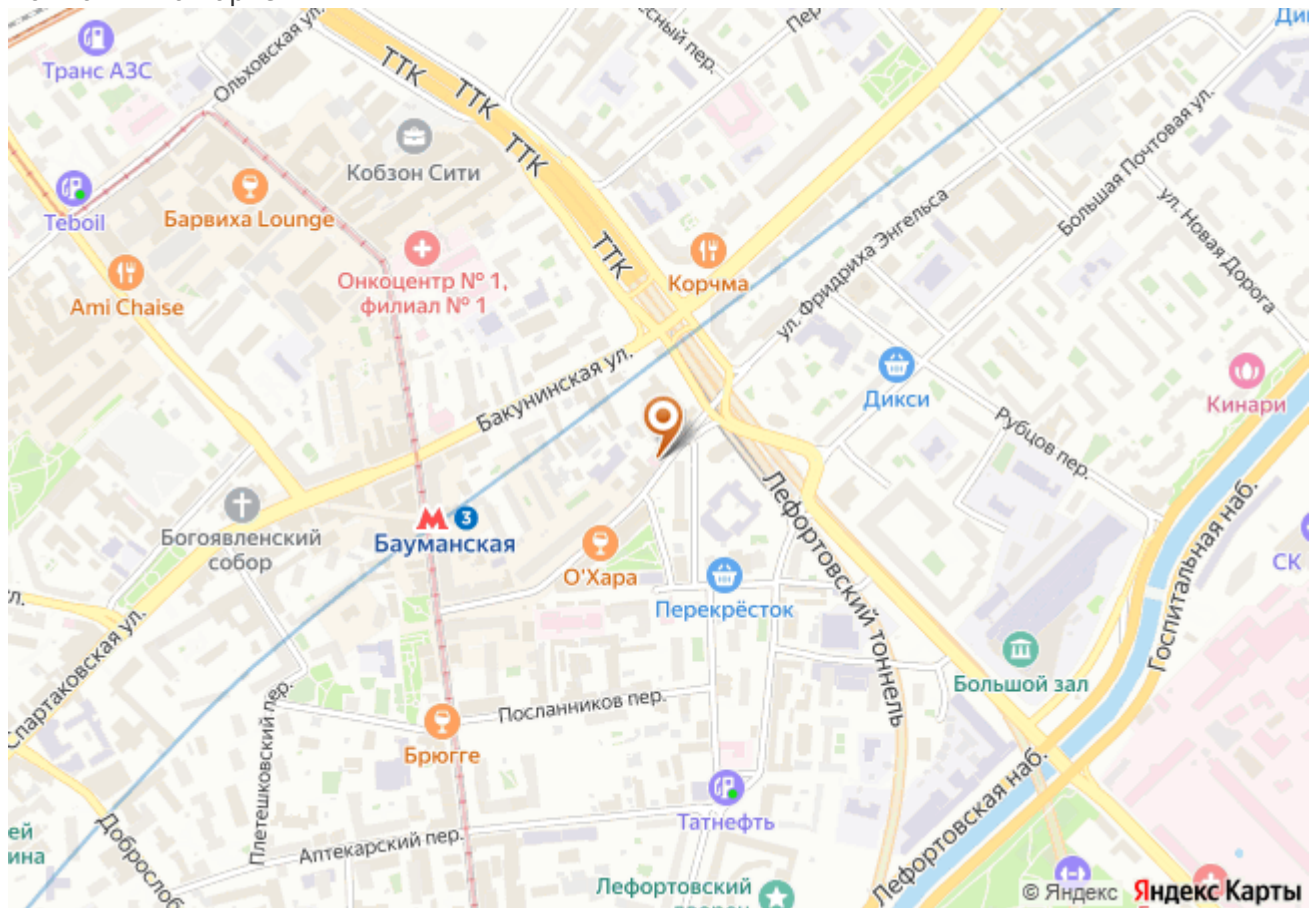 Транс АЗС
Ольховская ул.
ТТК
ТТК
ТТК
ТТК
Кобзон Сити
Teboil
Барвиха Lounge
Большая Почтовая ул.
ул. Новая Дорога
ул. Фридриха Энгельса
Корчма
Онкоцентр № 1,
филиал № 1
Ami Chaise
Бакунинская ул.
Дикси
Кинари
Рубцов пер.
Богоявленский
собор
3
Бауманская
О'Хара
Перекрёсток
Лефортовский тоннель
Госпитальная наб.
СК
Спартаковская ул.
Большой зал
Плетешковский пер.
Посланников пер.
Брюгге
Татнефть
Аптекарский пер.
Лефортовская наб.
Лефортовский
© Яндекс Яндекс Карты